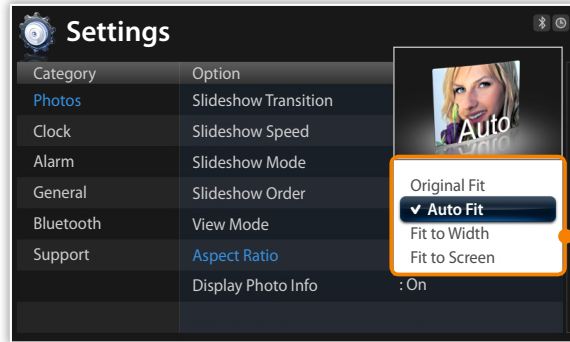 Settings
Category Option
Photos Slideshow Transition
Clock Slideshow Speed
Alarm Slideshow Mode
General Slideshow Order
Bluetooth View Mode
Support Aspect Ratio
Display Photo Info : On
Auto
Original Fit
Auto Fit
Fit to Width
Fit to Screen